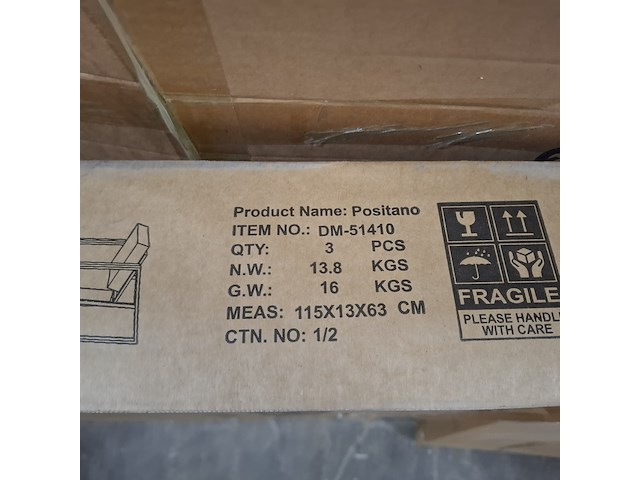 Product Name: Positano
ITEM NO.: DM-51410
QTY: 3 PCS
N.W.: 13.8 KGS
G.W.: 16 KGS
MEAS: 115X13X63 CM
CTN. NO: 1/2
FRAGILE
PLEASE HANDL
WITH CARE